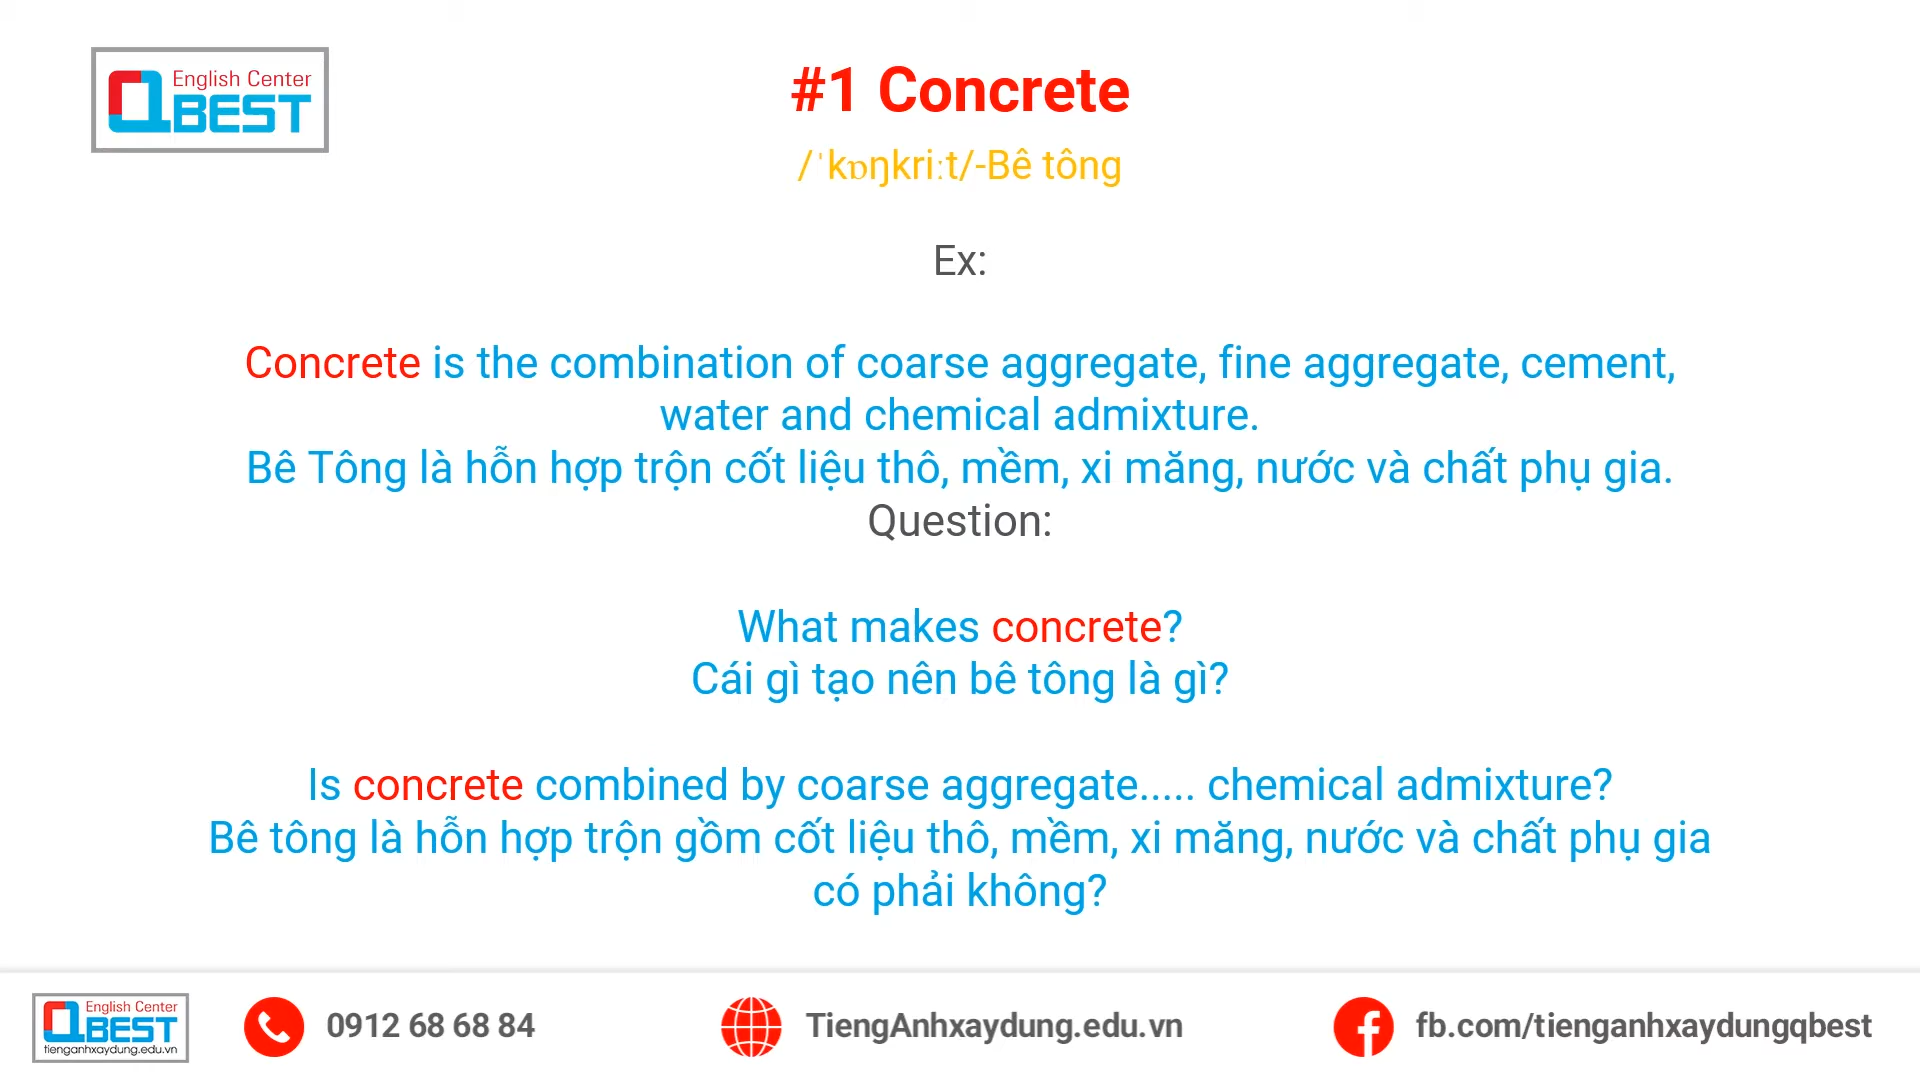 English Center
QBEST
#1 Concrete
/ˈkɒŋkriːt/-Bê tông
Ex:
Concrete is the combination of coarse aggregate, fine aggregate, cement,
water and chemical admixture.
Bê Tông là hỗn hợp trộn cốt liệu thô, mềm, xi măng, nước và chất phụ gia.
Question:
What makes concrete?
Cái gì tạo nên bê tông là gì?
Is concrete combined by coarse aggregate..... chemical admixture?
Bê tông là hỗn hợp trộn gồm cốt liệu thô, mềm, xi măng, nước và chất phụ gia
có phải không?
English Center
QBEST
tienganhxaydung.edu.vn
0912 68 68 84
TiengAnhxaydung.edu.vn
fb.com/tienganhxaydungqbest